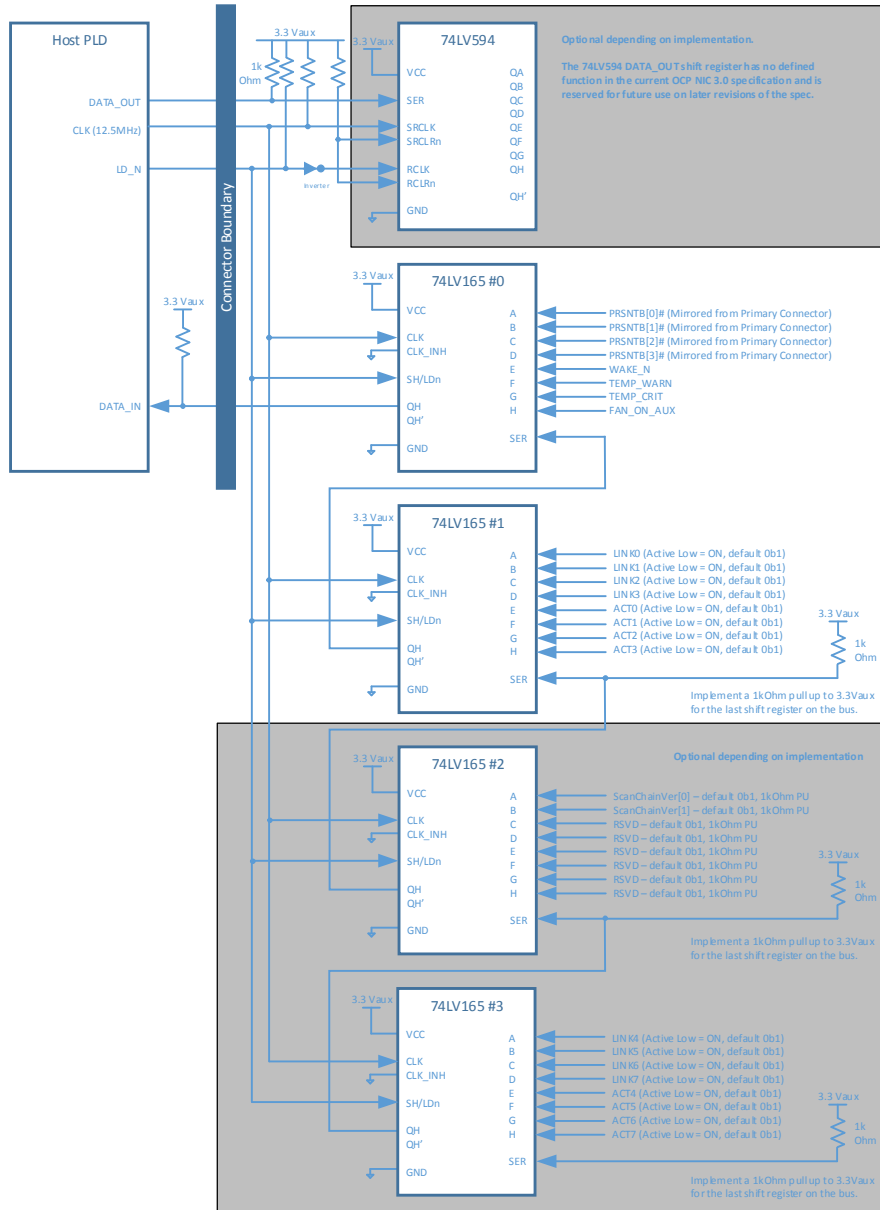 Host PLD
DATA_OUT
CLK (12.5MHz)
LD_N
DATA_IN
3.3 Vaux
Connector Boundary
3.3 Vaux
1k
Ohm
Inverter
74LV594
3.3 Vaux
VCC
SER
SRCLK
SRCLRn
RCLK
RCLRn
GND
QA
QB
QC
QD
QE
QF
QG
QH
QH'
Optional depending on implementation.
The 74LV594 DATA_OUT shift register has no defined
function in the current OCP NIC 3.0 specification and is
reserved for future use on later revisions of the spec.
74LV165 #0
3.3 Vaux
VCC
CLK
CLK_INH
SH/LDn
QH
QH'
GND
A
B
C
D
E
F
G
H
SER
PRSNTB[0]# (Mirrored from Primary Connector)
PRSNTB[1]# (Mirrored from Primary Connector)
PRSNTB[2]# (Mirrored from Primary Connector)
PRSNTB[3]# (Mirrored from Primary Connector)
WAKE_N
TEMP_WARN
TEMP_CRIT
FAN_ON_AUX
74LV165 #1
3.3 Vaux
VCC
CLK
CLK_INH
SH/LDn
QH
QH'
GND
A
B
C
D
E
F
G
H
SER
LINK0 (Active Low = ON, default 0b1)
LINK1 (Active Low = ON, default 0b1)
LINK2 (Active Low = ON, default 0b1)
LINK3 (Active Low = ON, default 0b1)
ACT0 (Active Low = ON, default 0b1)
ACT1 (Active Low = ON, default 0b1)
ACT2 (Active Low = ON, default 0b1)
ACT3 (Active Low = ON, default 0b1)
3.3 Vaux
1k
Ohm
Implement a 1kOhm pull up to 3.3Vaux
for the last shift register on the bus.
Optional depending on implementation
74LV165 #2
3.3 Vaux
VCC
CLK
CLK_INH
SH/LDn
QH
QH'
GND
A
B
C
D
E
F
G
H
SER
ScanChainVer[0] – default 0b1, 1kOhm PU
ScanChainVer[1] – default 0b1, 1kOhm PU
RSVD – default 0b1, 1kOhm PU
RSVD – default 0b1, 1kOhm PU
RSVD – default 0b1, 1kOhm PU
RSVD – default 0b1, 1kOhm PU
RSVD – default 0b1, 1kOhm PU
RSVD – default 0b1, 1kOhm PU
3.3 Vaux
1k
Ohm
Implement a 1kOhm pull up to 3.3Vaux
for the last shift register on the bus.
74LV165 #3
3.3 Vaux
VCC
CLK
CLK_INH
SH/LDn
QH
QH'
GND
A
B
C
D
E
F
G
H
SER
LINK4 (Active Low = ON, default 0b1)
LINK5 (Active Low = ON, default 0b1)
LINK6 (Active Low = ON, default 0b1)
LINK7 (Active Low = ON, default 0b1)
ACT4 (Active Low = ON, default 0b1)
ACT5 (Active Low = ON, default 0b1)
ACT6 (Active Low = ON, default 0b1)
ACT7 (Active Low = ON, default 0b1)
3.3 Vaux
1k
Ohm
Implement a 1kOhm pull up to 3.3Vaux
for the last shift register on the bus.